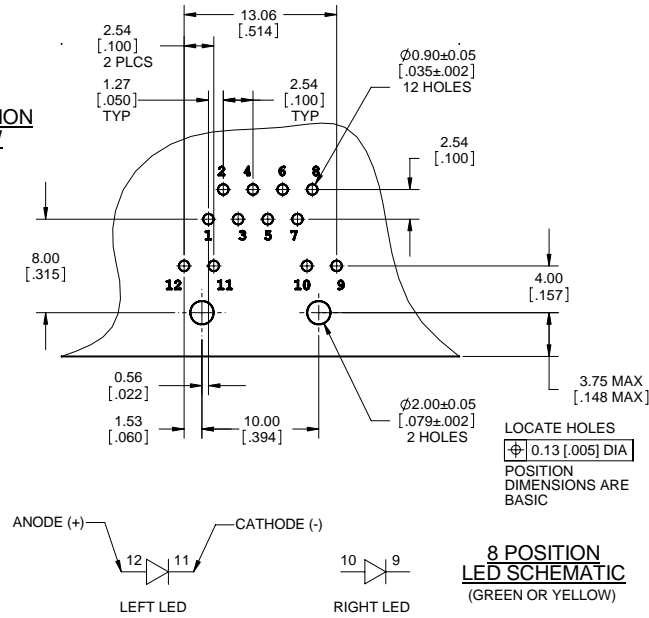 13.06
[.514]
2.54
[.100]
2 PLCS
1.27
[.050]
TYP
2.54
[.100]
TYP
Ø0.90±0.05
[.035±.002]
12 HOLES
2.54
[.100]
2 4 6 8
1 3 5 7
12 11 10 9
8.00
[.315]
4.00
[.157]
0.56
[.022]
1.53
[.060]
10.00
[.394]
Ø2.00±0.05
[.079±.002]
2 HOLES
3.75 MAX
[.148 MAX]
LOCATE HOLES
⌖ 0.13 [.005] DIA
POSITION
DIMENSIONS ARE
BASIC
ANODE (+)
CATHODE (-)
12 11
LEFT LED
10 9
RIGHT LED
8 POSITION
LED SCHEMATIC
(GREEN OR YELLOW)